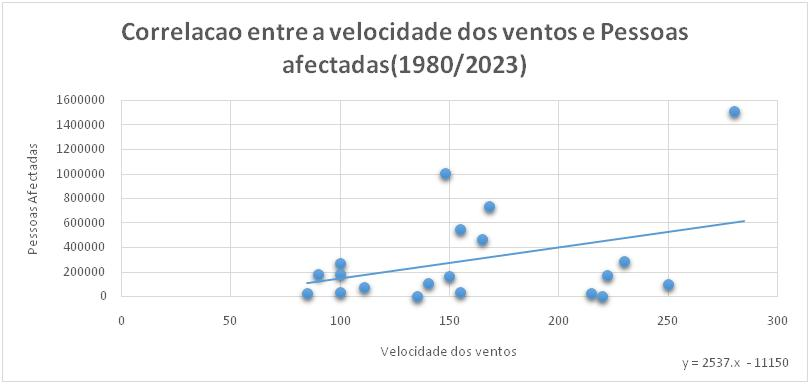 Correlacao entre a velocidade dos ventos e Pessoas
afectadas(1980/2023)
1600000
1400000
1200000
1000000
800000
600000
400000
200000
0
Pessoas Afectadas
0 50 100 150 200 250 300
Velocidade dos ventos
y = 2537.x - 11150